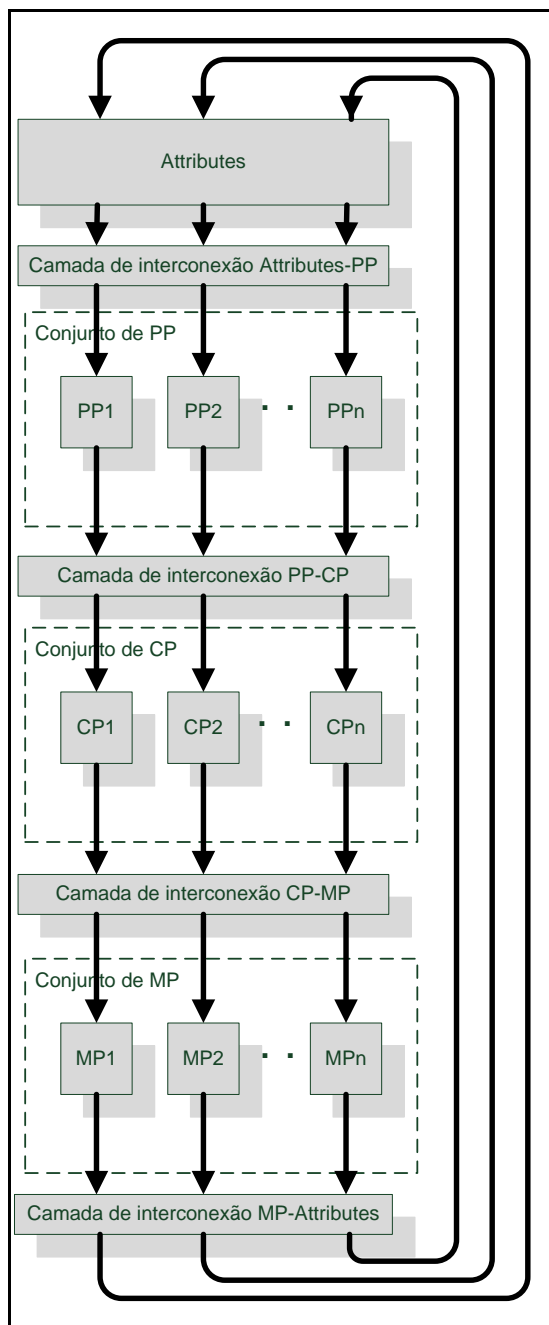 Attributes
Camada de interconexão Attributes-PP
Conjunto de PP
PP1 PP2 . . PPn
Camada de interconexão PP-CP
Conjunto de CP
CP1 CP2 . . CPn
Camada de interconexão CP-MP
Conjunto de MP
MP1 MP2 . . MPn
Camada de interconexão MP-Attributes